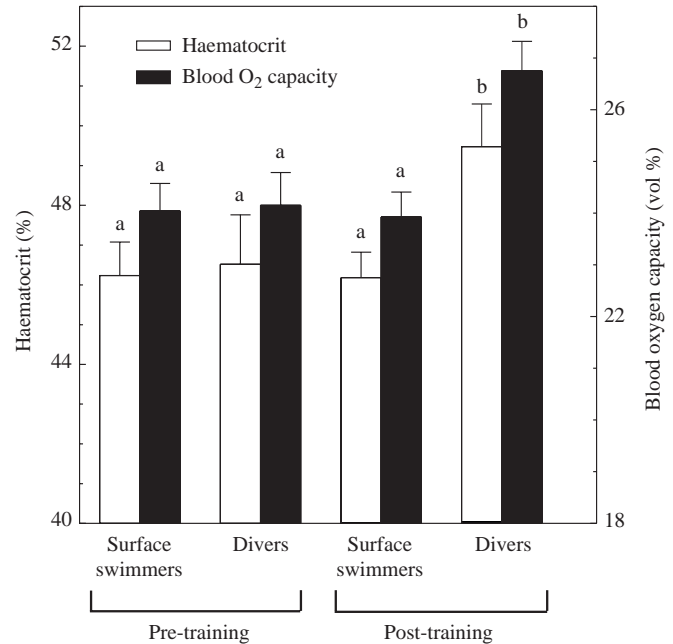 52
48
44
40
Haematocrit (%)
Haematocrit
Blood O₂ capacity
a
a
a
a
a
a
b
b
26
22
18
Blood oxygen capacity (vol %)
Surface
swimmers
Divers
Surface
swimmers
Divers
Pre-training
Post-training